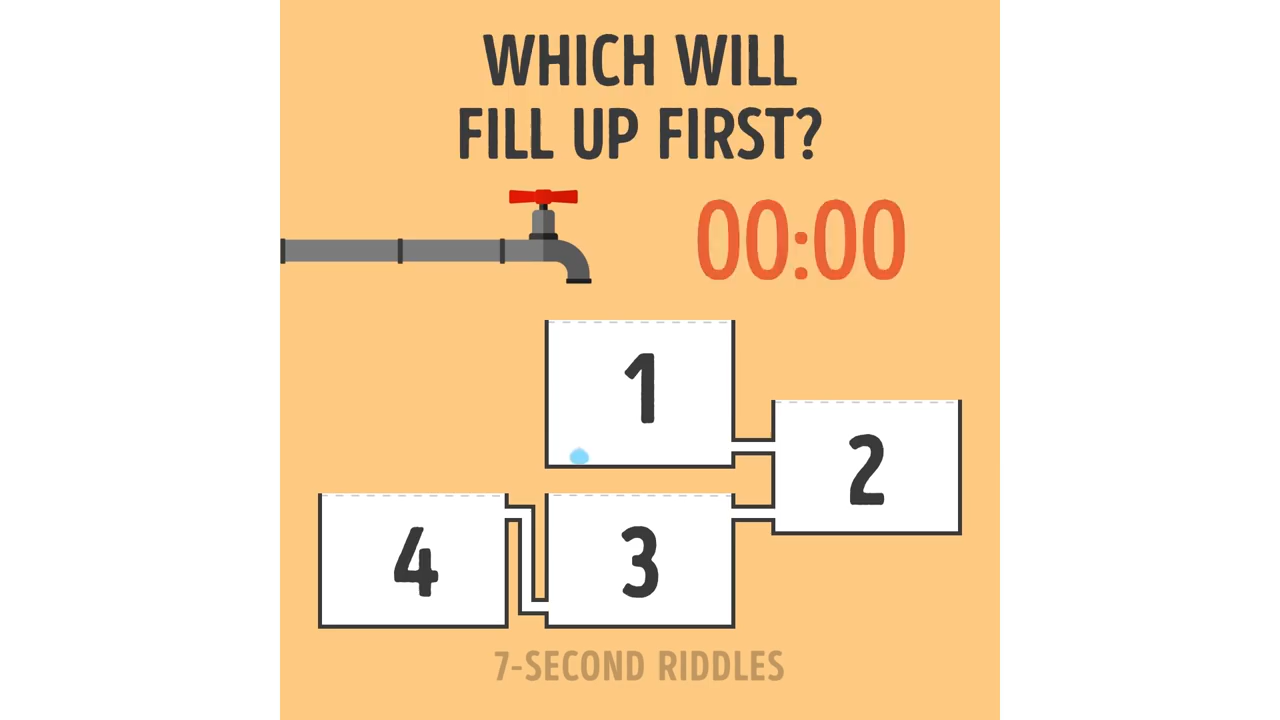 WHICH WILL
FILL UP FIRST?
00:00
1
2
4
3
7-SECOND RIDDLES